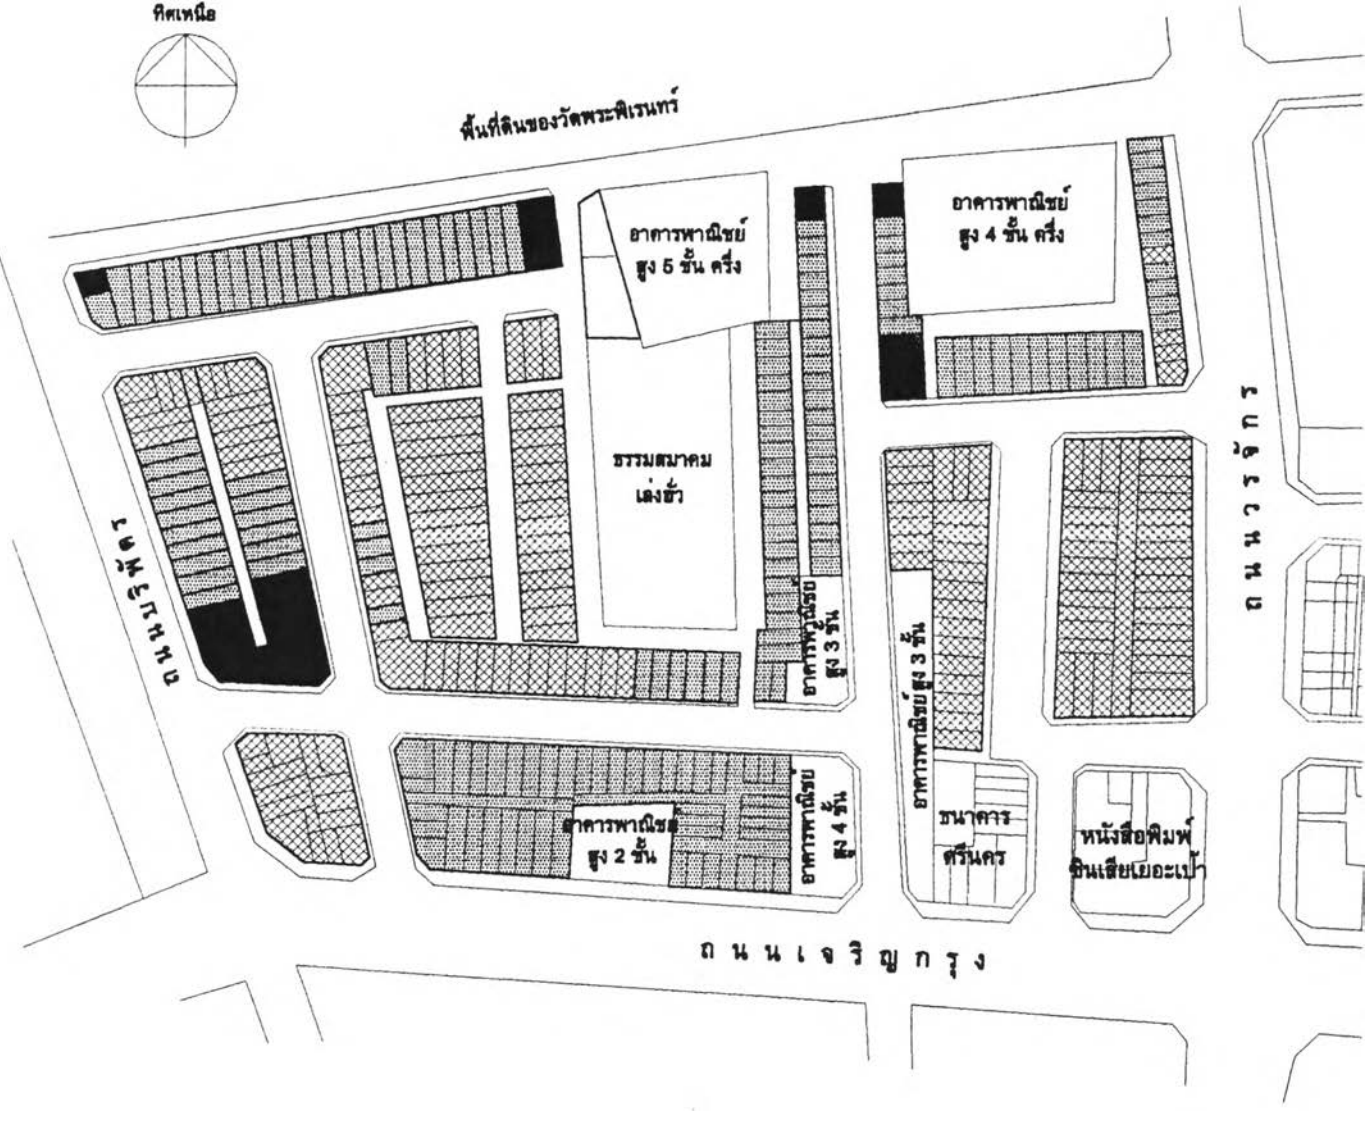 ทิศเหนือ
พื้นที่ดินของวัดพระพิเรนทร์
อาคารพาณิชย์
สูง 5 ชั้น ครึ่ง
อาคารพาณิชย์
สูง 4 ชั้น ครึ่ง
ธรรมสมาคม
เล่งฮั่ว
ถนนบริพัตร
ถนนวรจักร
อาคารพาณิชย์
สูง 3 ชั้น
อาคารพาณิชย์สูง 3 ชั้น
อาคารพาณิชย์
สูง 2 ชั้น
อาคารพาณิชย์
สูง 4 ชั้น
ธนาคาร
ศรีนคร
หนังสือพิมพ์
ซินเสียเยอะเป้า
ถนนเจริญกรุง